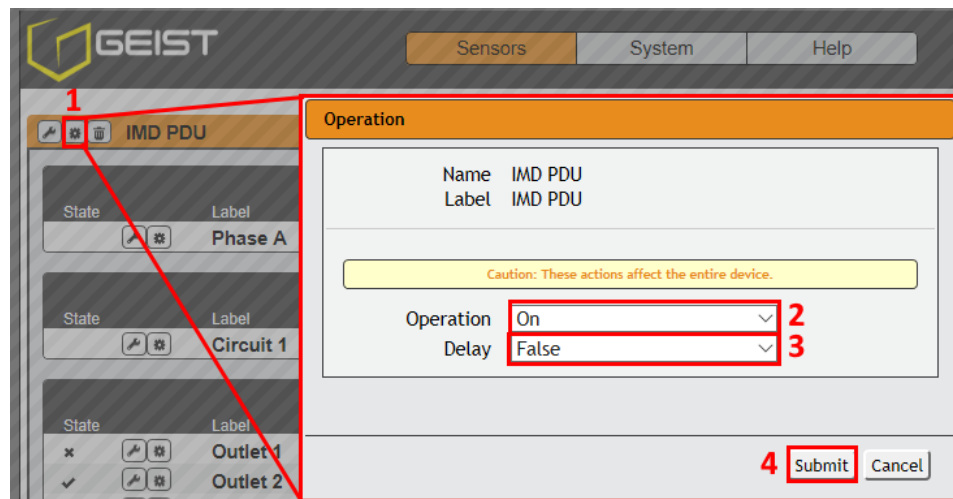 GEIST
Sensors System Help
1
IMD PDU
Operation
Name IMD PDU
Label IMD PDU
State Label
Phase A
Caution: These actions affect the entire device.
State Label
Operation On 2
Circuit 1
Delay False 3
State Label
Outlet 1
Outlet 2
4 Submit Cancel